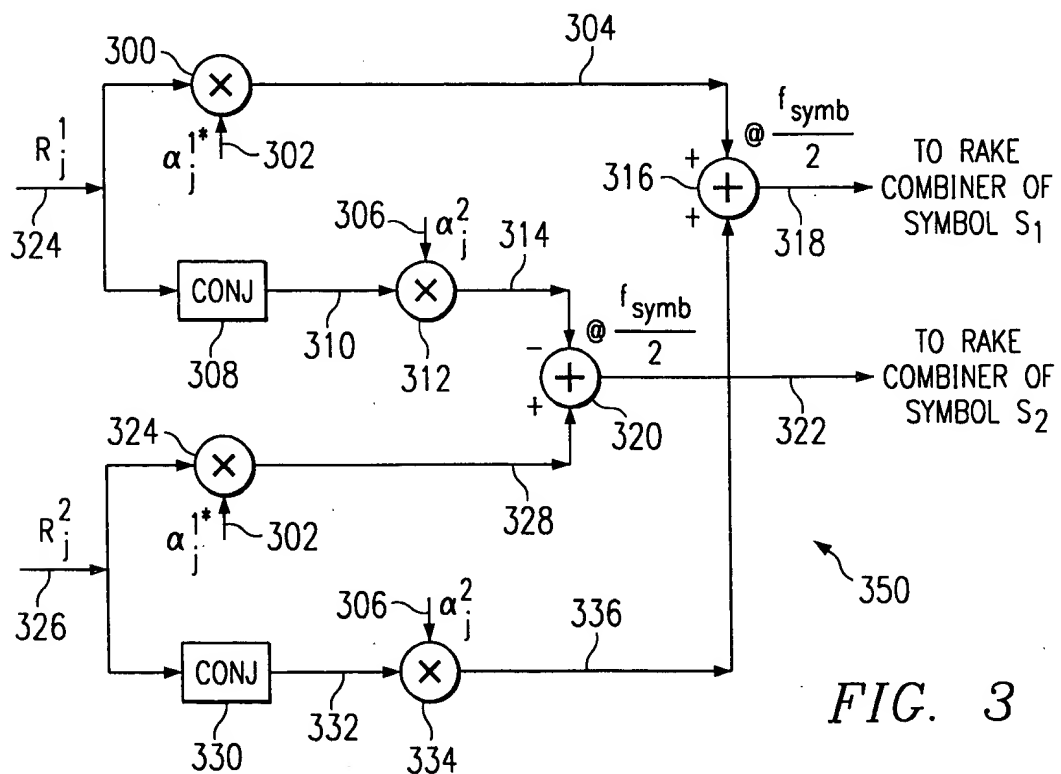 300
304
R_j^1
α_j^1*
302
324
@ f_symb/2
316
+
+
+
TO RAKE
COMBINER OF
SYMBOL S_1
318
306
α_j^2
314
CONJ
308
310
312
@ f_symb/2
-
+
+
320
TO RAKE
COMBINER OF
SYMBOL S_2
322
324
328
R_j^2
α_j^1*
302
326
306
α_j^2
336
350
CONJ
330
332
334
FIG. 3